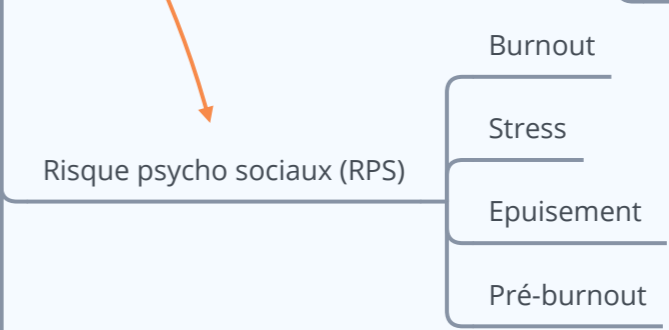 Burnout
Stress
Risque psycho sociaux (RPS)
Epuisement
Pré-burnout